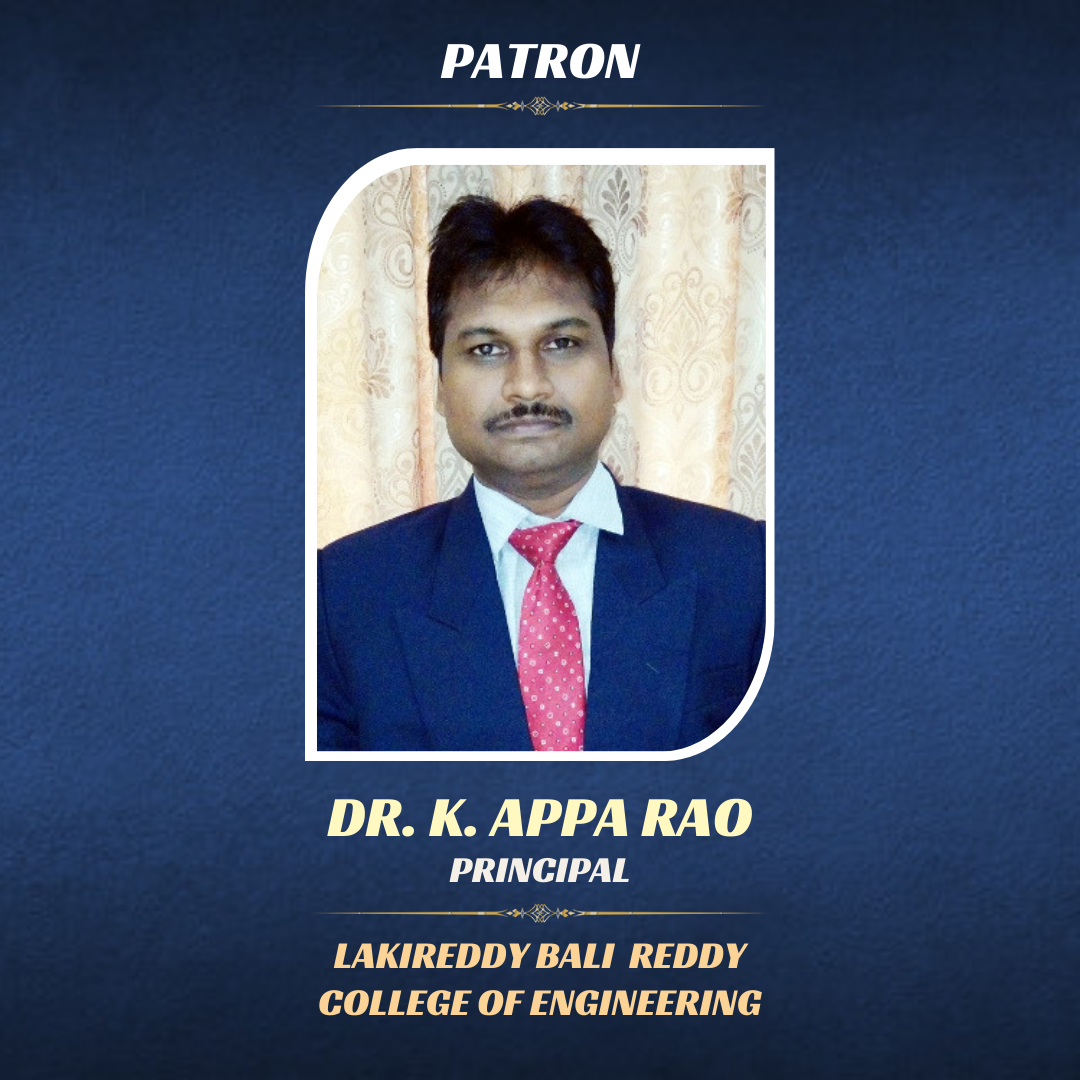 PATRON
DR. K. APPA RAO
PRINCIPAL
LAKIREDDY BALI REDDY
COLLEGE OF ENGINEERING